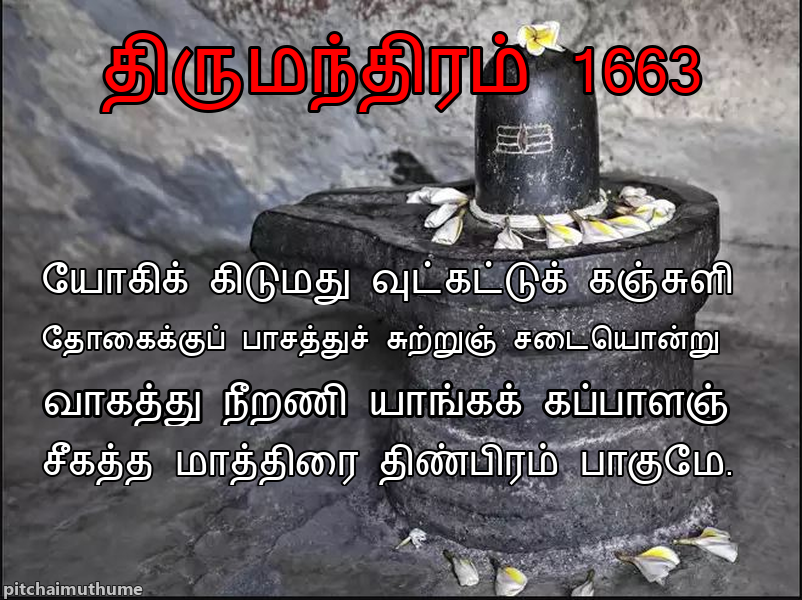 திருமந்திரம் 1663
யோகிக் கிடுமது வுட்கட்டுக் கஞ்சுளி
தோகைக்குப் பாசத்துச் சுற்றுஞ் சடையொன்று
வாகத்து நீறணி யாங்கக் கப்பாளஞ்
சீகத்த மாத்திரை திண்பிரம் பாகுமே.
pitchaimuthume